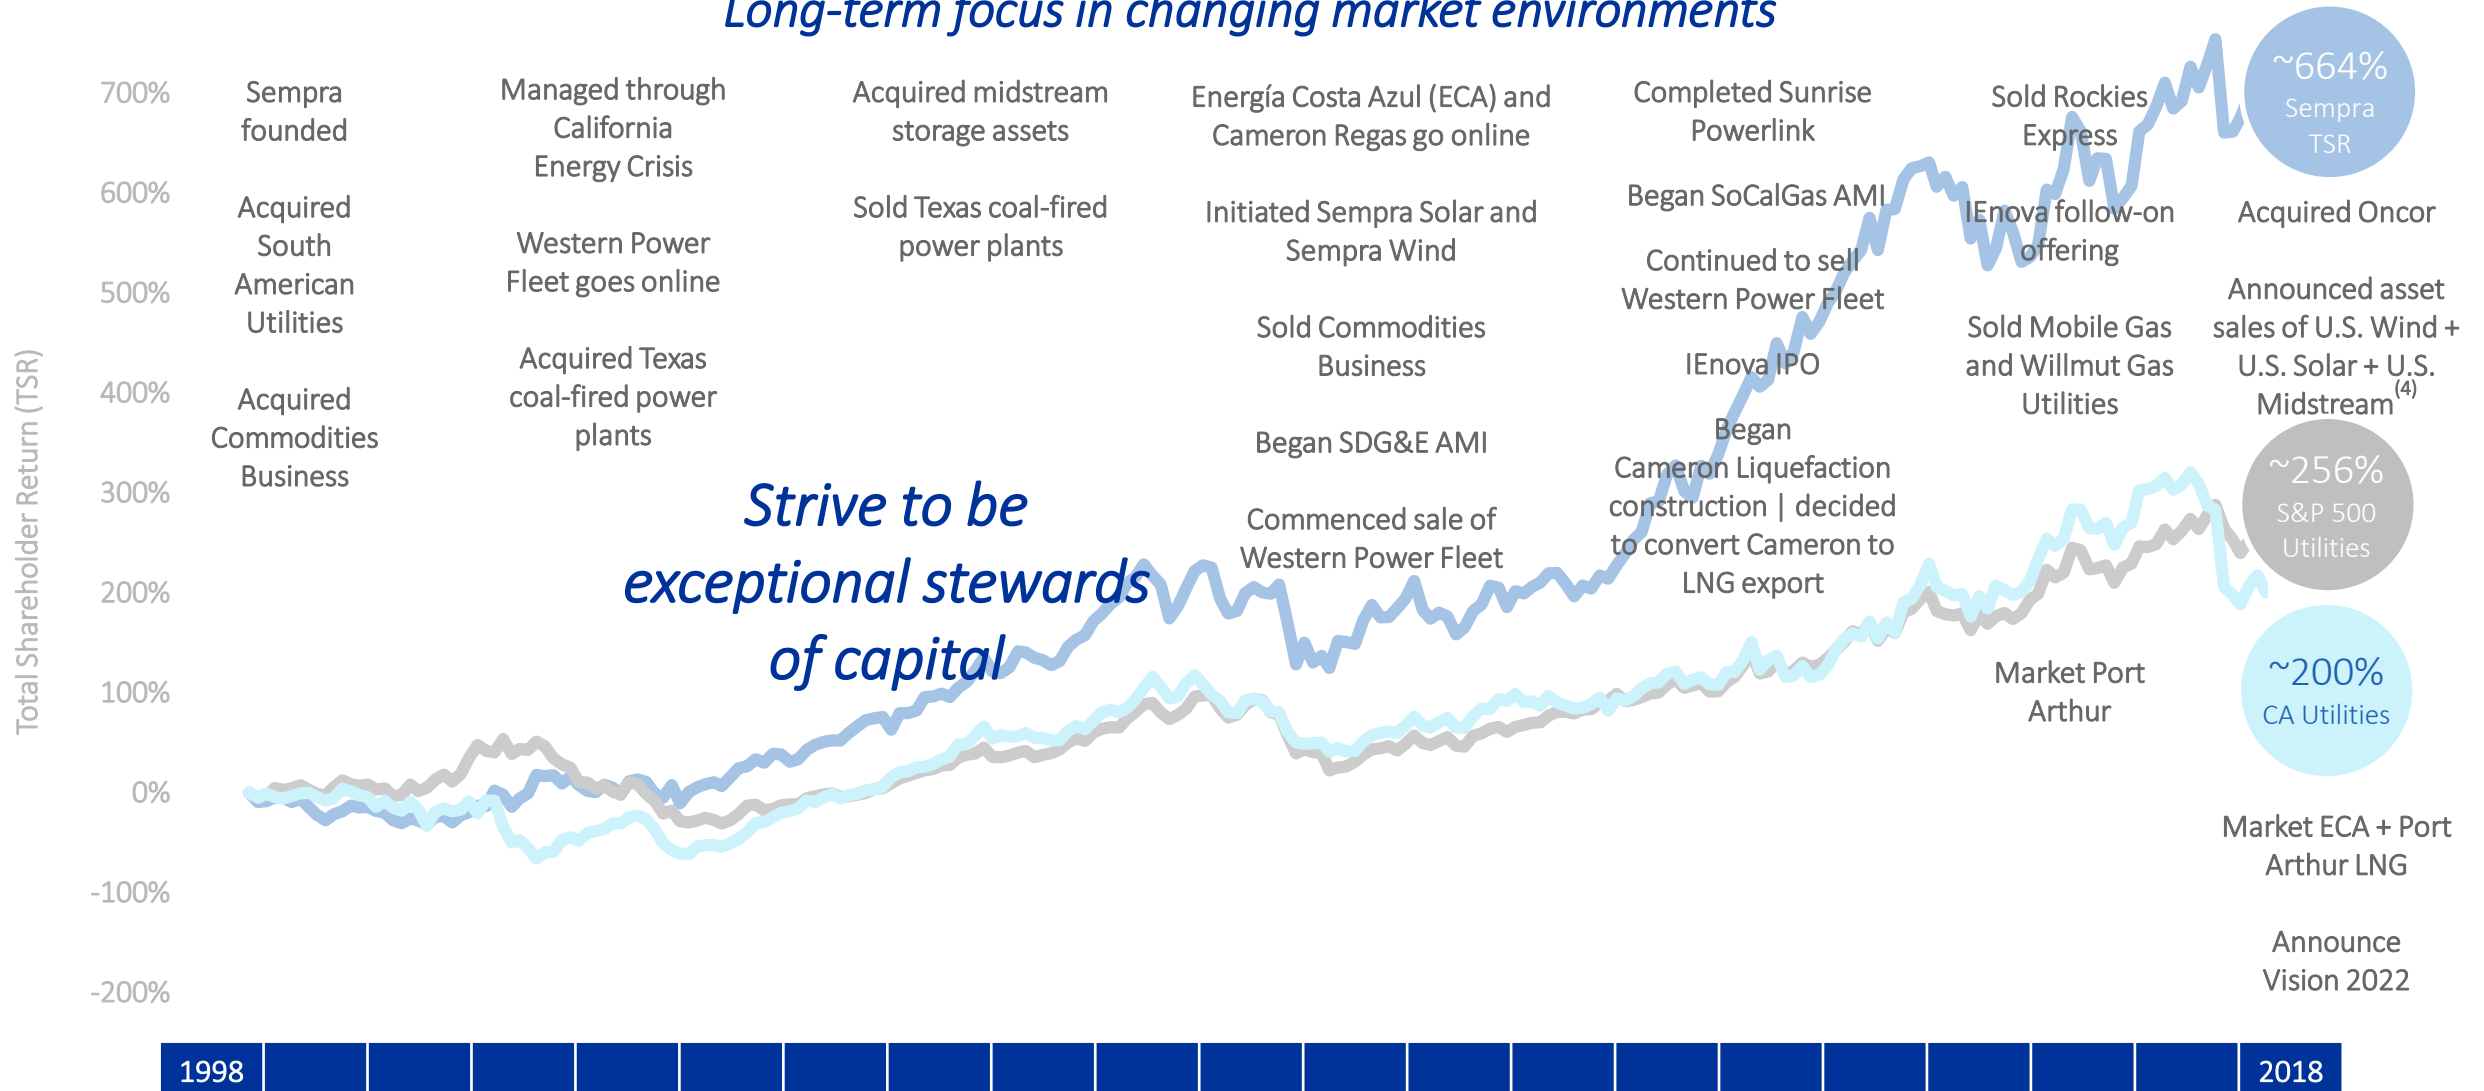 Long-term focus in changing market environments
Total Shareholder Return (TSR)
700%
600%
500%
400%
300%
200%
100%
0%
-100%
-200%
Sempra
founded
Acquired
South
American
Utilities
Acquired
Commodities
Business
Managed through
California
Energy Crisis
Western Power
Fleet goes online
Acquired Texas
coal-fired power
plants
Acquired midstream
storage assets
Sold Texas coal-fired
power plants
Strive to be
exceptional stewards
of capital
Energía Costa Azul (ECA) and
Cameron Regas go online
Initiated Sempra Solar and
Sempra Wind
Sold Commodities
Business
Began SDG&E AMI
Commenced sale of
Western Power Fleet
Completed Sunrise
Powerlink
Began SoCalGas AMI
Continued to sell
Western Power Fleet
IEnova IPO
Began
Cameron Liquefaction
construction | decided
to convert Cameron to
LNG export
Sold Rockies
Express
IEnova follow-on
offering
Sold Mobile Gas
and Willmut Gas
Utilities
Market Port
Arthur
~664%
Sempra
TSR
Acquired Oncor
Announced asset
sales of U.S. Wind +
U.S. Solar + U.S.
Midstream(4)
~256%
S&P 500
Utilities
~200%
CA Utilities
Market ECA + Port
Arthur LNG
Announce
Vision 2022
1998
2018